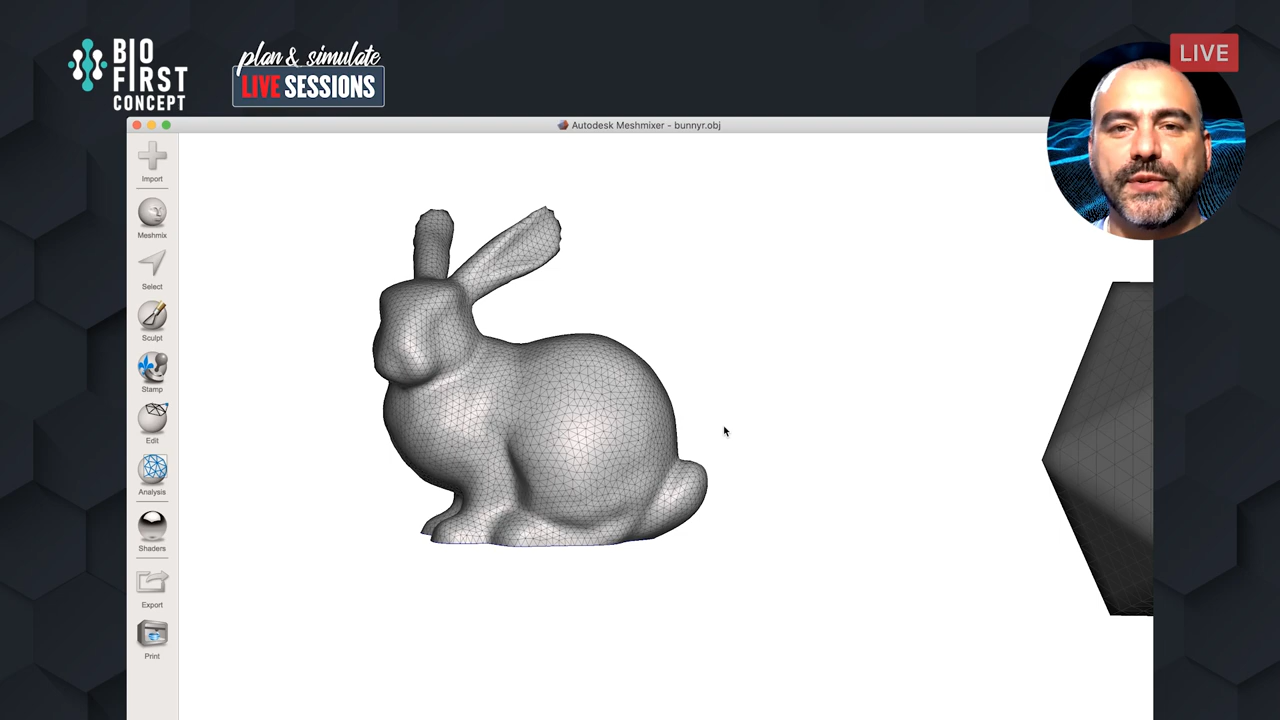 BIO
FIRST
CONCEPT
plan & simulate
LIVE SESSIONS
LIVE
Autodesk Meshmixer - bunnyr.obj
Import
Meshmix
Select
Sculpt
Stamp
Edit
Analysis
Shaders
Export
Print